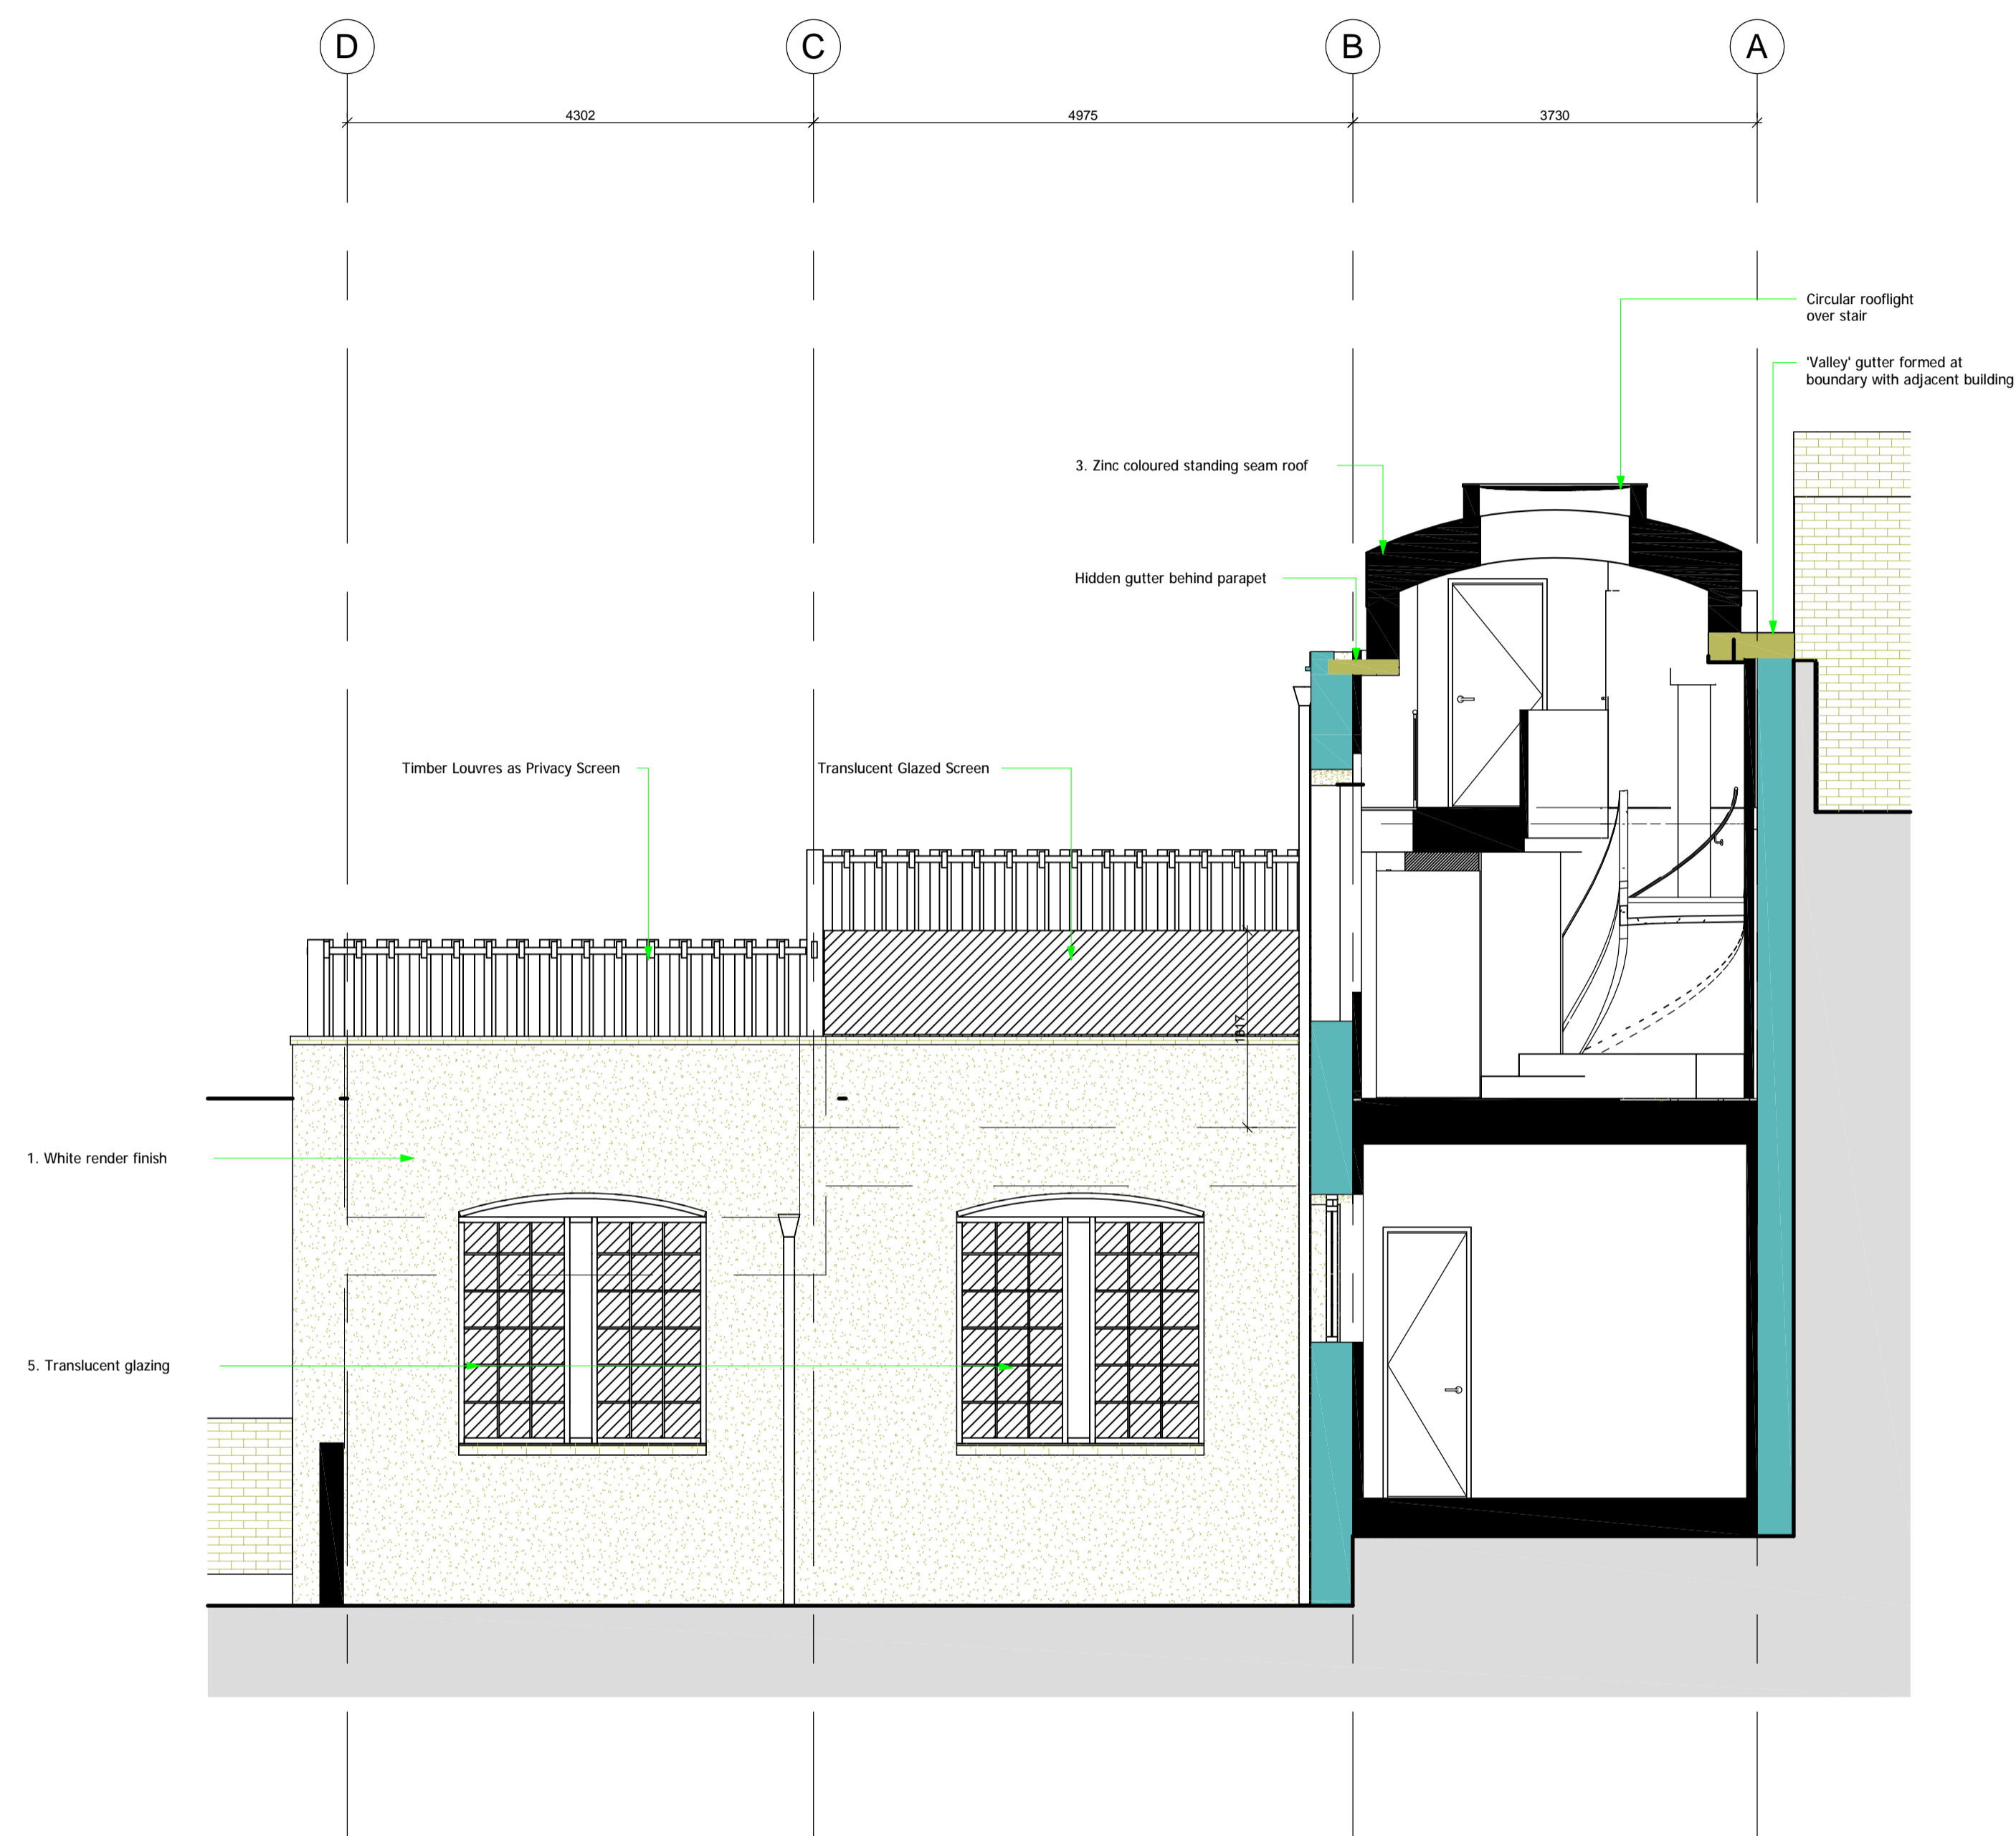 D
C
B
A
4302
4975
3730
Circular rooflight
over stair
'Valley' gutter formed at
boundary with adjacent building
3. Zinc coloured standing seam roof
Hidden gutter behind parapet
Timber Louvres as Privacy Screen
Translucent Glazed Screen
1817
1. White render finish
5. Translucent glazing